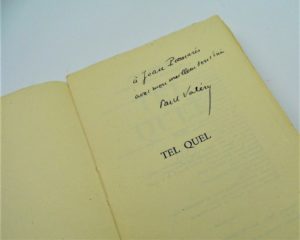 à Jean
avec mon meilleur souvenir
Paul Valéry
TEL QUEL